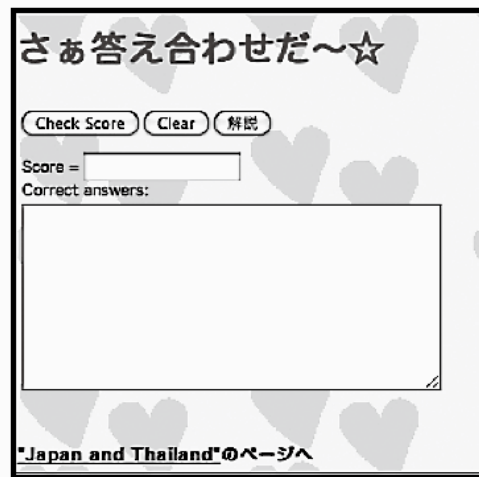 さぁ答え合わせだ～☆
Check Score Clear 解説
Score =
Correct answers:
"Japan and Thailand"のページへ